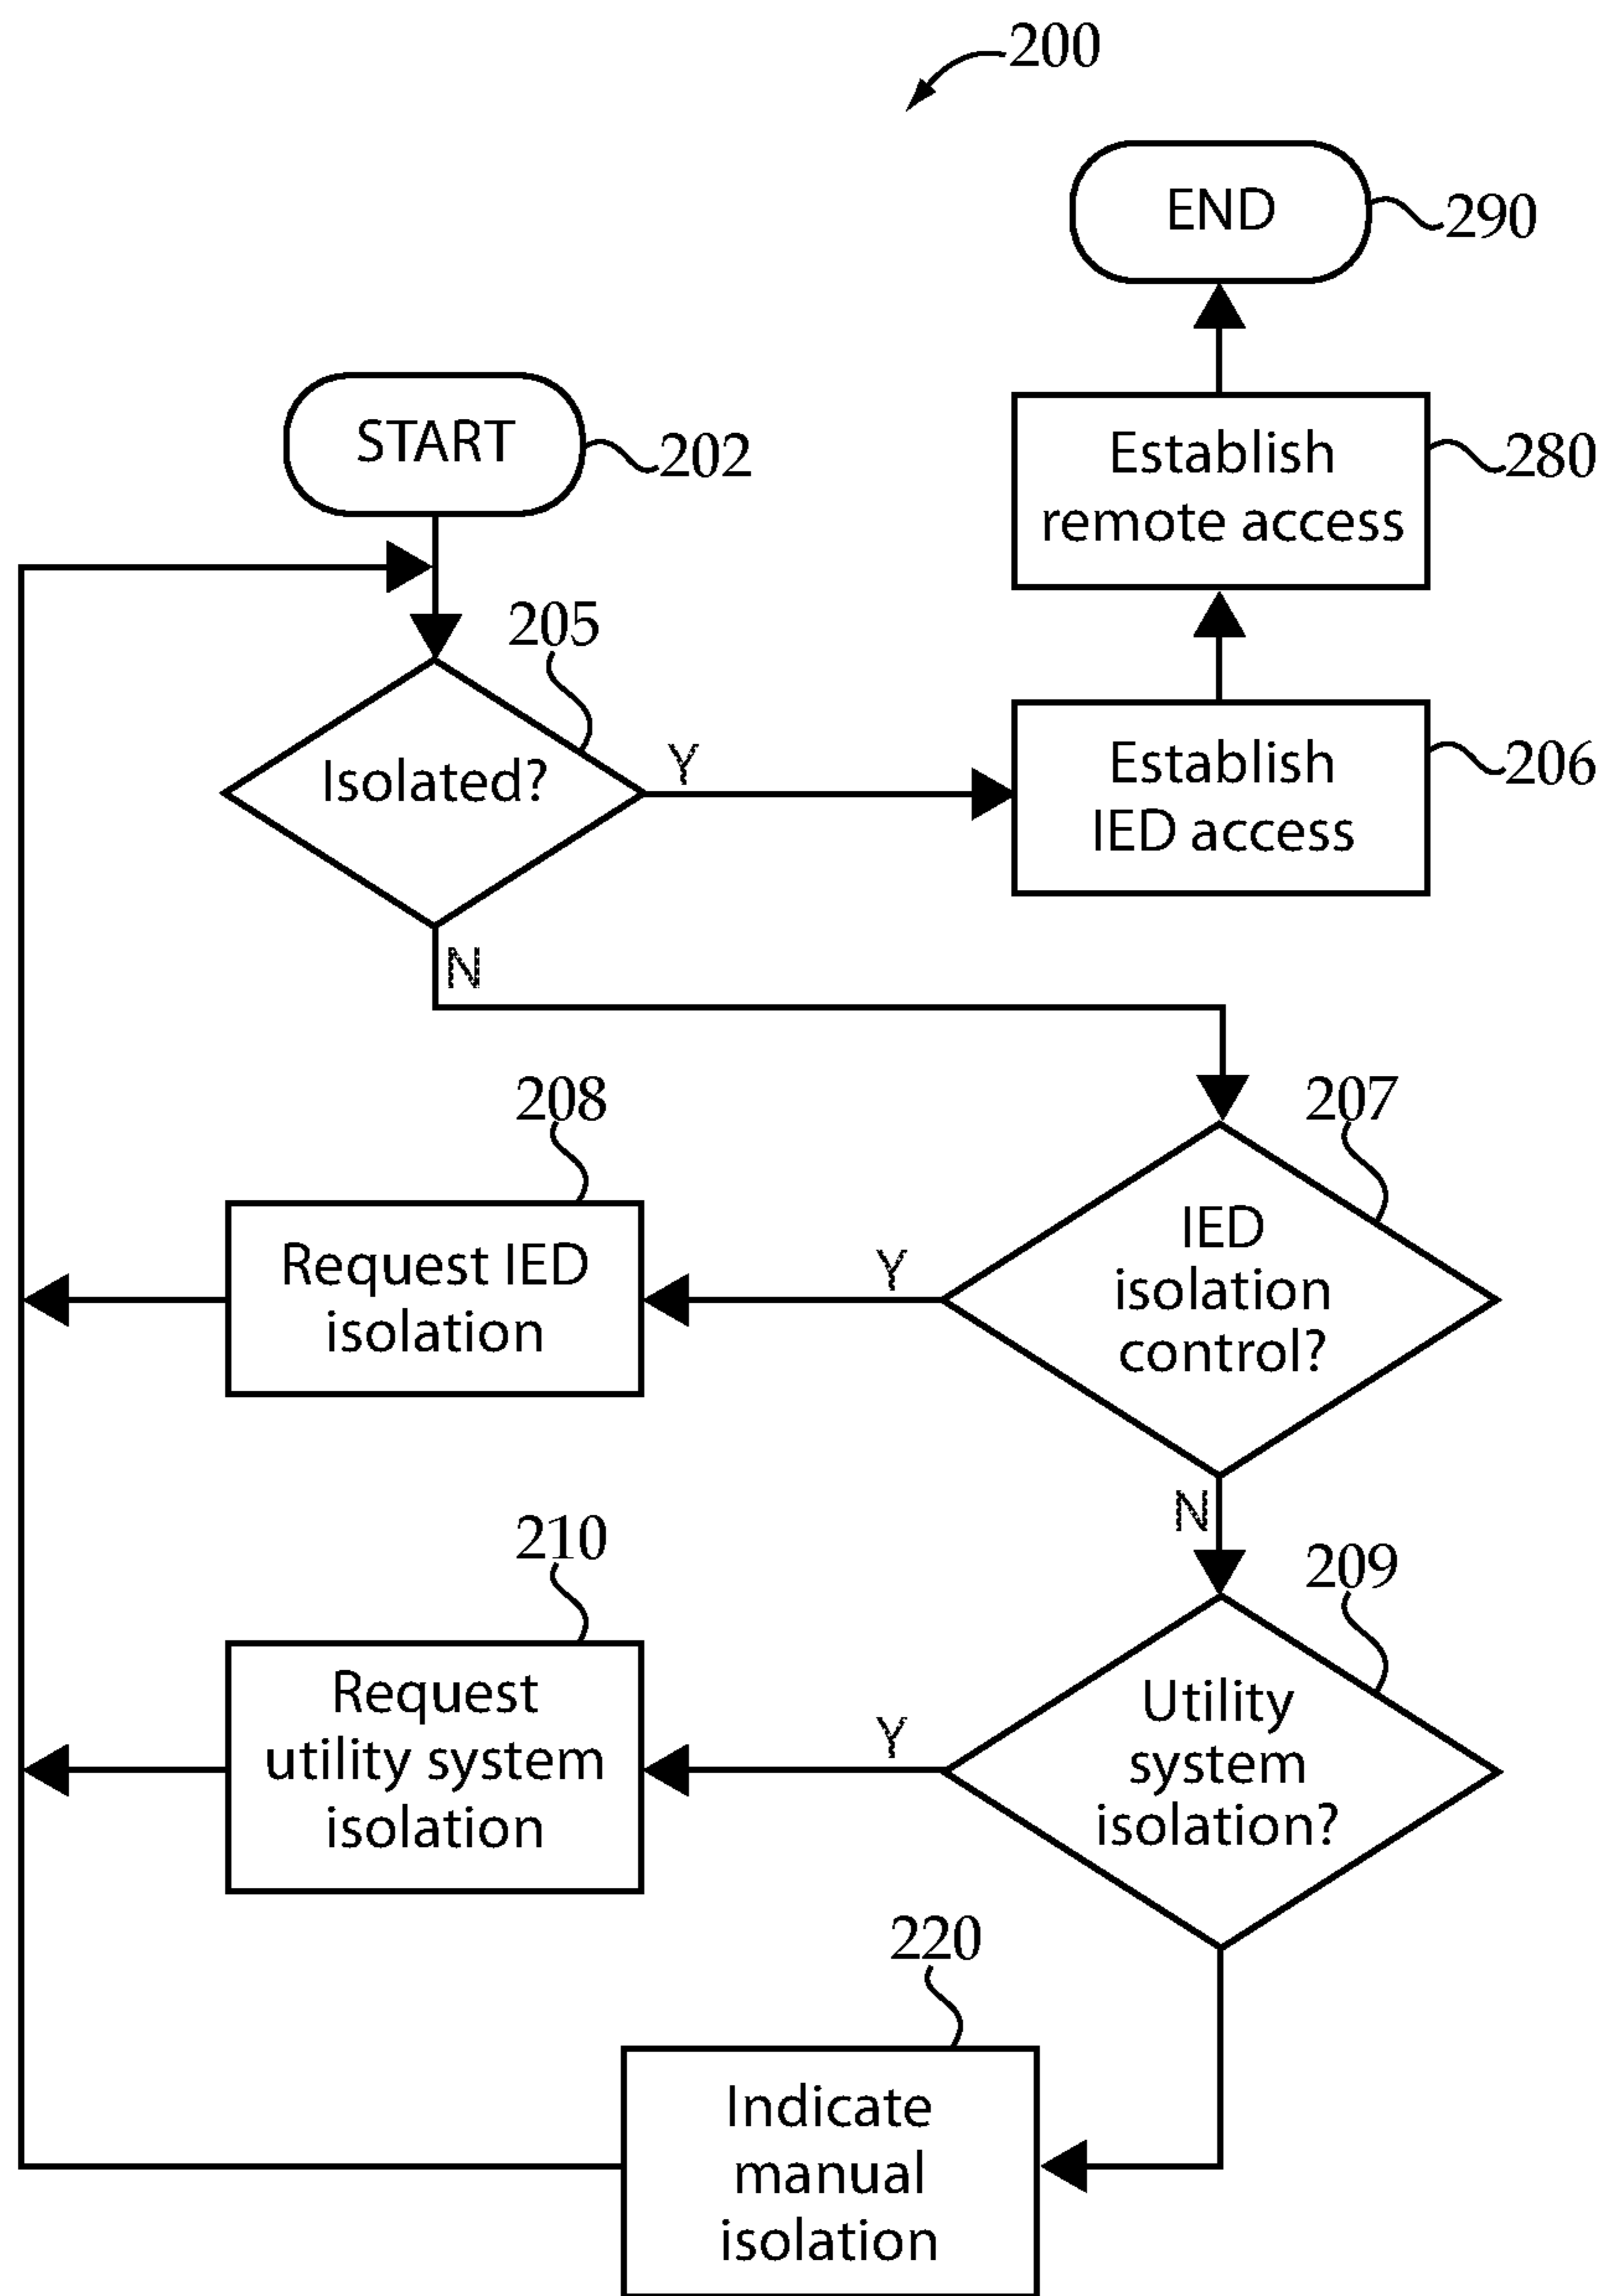 200
END
290
START
202
Establish
remote access
280
205
Isolated?
Y
Establish
IED access
206
N
208
207
Request IED
isolation
Y
IED
isolation
control?
N
210
209
Request
utility system
isolation
Y
Utility
system
isolation?
220
Indicate
manual
isolation